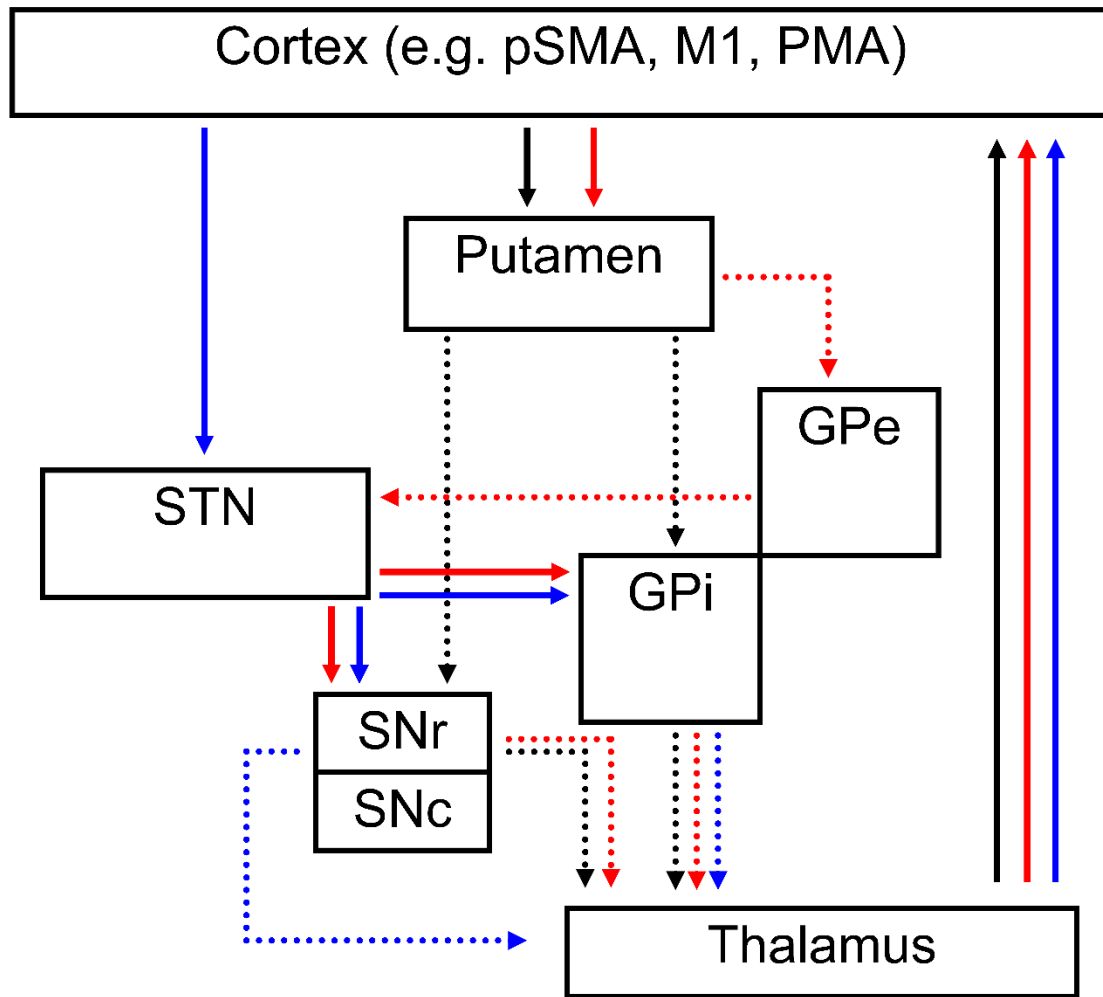 Cortex (e.g. pSMA, M1, PMA)
Putamen
GPe
STN
GPi
SNr
SNc
Thalamus